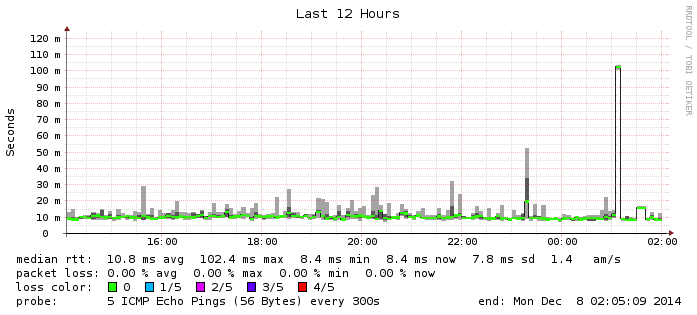 Last 12 Hours
RRDTOOL / TOBI OETIKER
Seconds
120 m
110 m
100 m
90 m
80 m
70 m
60 m
50 m
40 m
30 m
20 m
10 m
0
16:00 18:00 20:00 22:00 00:00 02:00
median rtt: 10.8 ms avg 102.4 ms max 8.4 ms min 8.4 ms now 7.8 ms sd 1.4 am/s
packet loss: 0.00 % avg 0.00 % max 0.00 % min 0.00 % now
loss color: 0 1/5 2/5 3/5 4/5
probe: 5 ICMP Echo Pings (56 Bytes) every 300s end: Mon Dec 8 02:05:09 2014